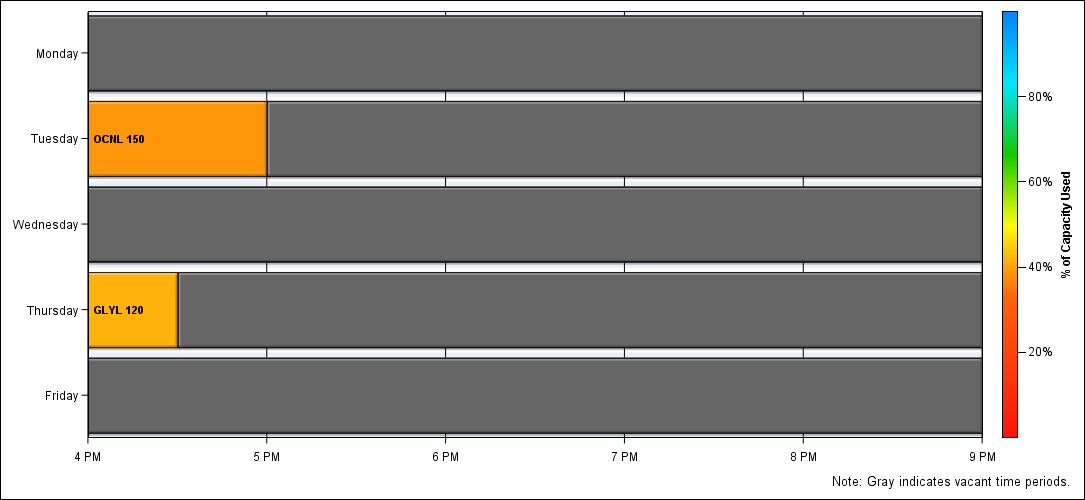 Monday
Tuesday
OCNL 150
Wednesday
Thursday
GLYL 120
Friday
4 PM
5 PM
6 PM
7 PM
8 PM
9 PM
80%
60%
40%
20%
% of Capacity Used
Note: Gray indicates vacant time periods.